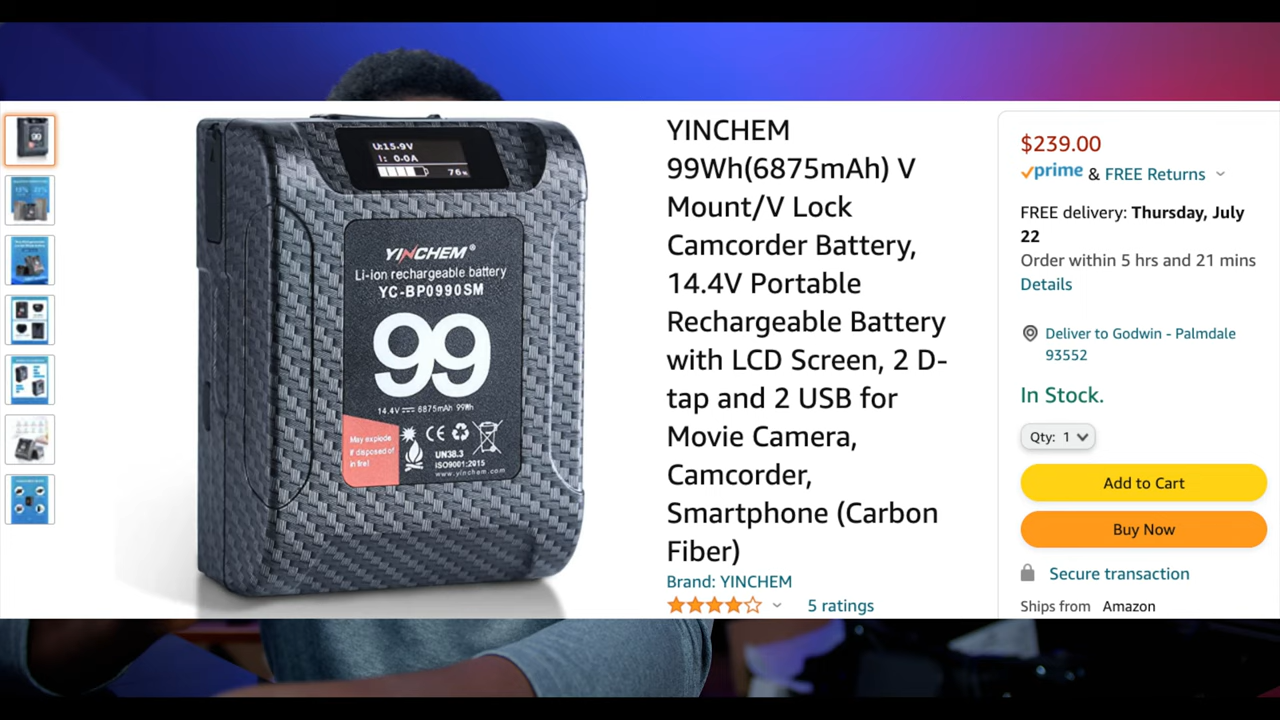 U:15.9V
I: 0.0A
76%
YINCHEM®
Li-ion rechargeable battery
YC-BP0990SM
99
14.4V 6875mAh 99Wh
May explode
if disposed of
in fire!
CE
UN38.3
ISO9001:2015
www.yinchem.com
YINCHEM
99Wh(6875mAh) V
Mount/V Lock
Camcorder Battery,
14.4V Portable
Rechargeable Battery
with LCD Screen, 2 D-
tap and 2 USB for
Movie Camera,
Camcorder,
Smartphone (Carbon
Fiber)
Brand: YINCHEM
5 ratings
$239.00
prime & FREE Returns
FREE delivery: Thursday, July
22
Order within 5 hrs and 21 mins
Details
Deliver to Godwin - Palmdale
93552
In Stock.
Qty: 1
Add to Cart
Buy Now
Secure transaction
Ships from Amazon